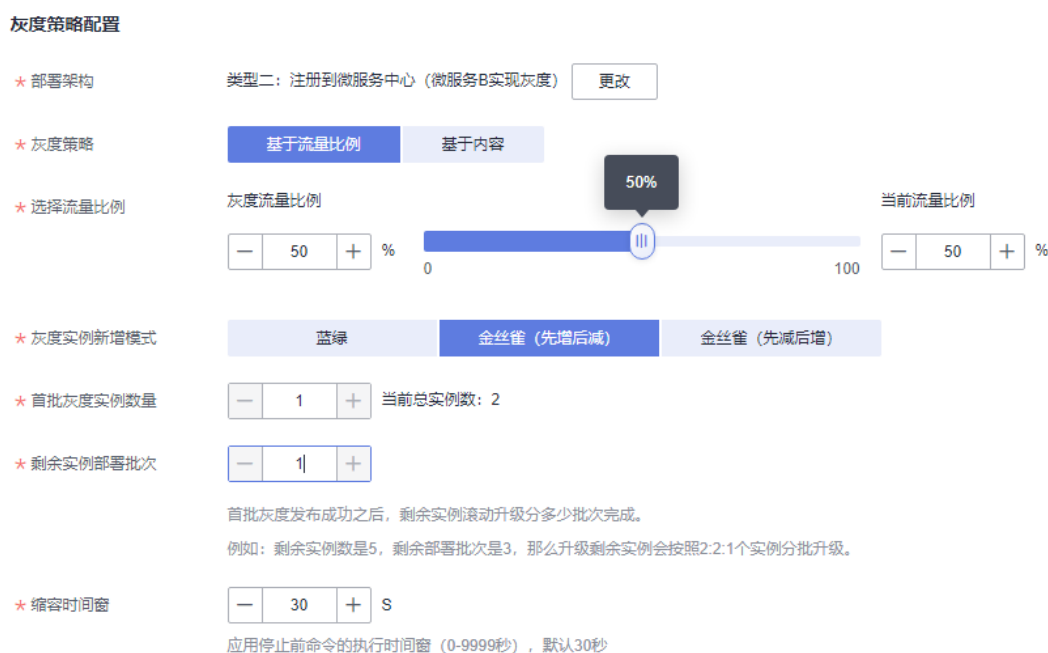 灰度策略配置
* 部署架构 类型二：注册到微服务中心（微服务B实现灰度） 更改
* 灰度策略 基于流量比例 基于内容
50%
* 选择流量比例 灰度流量比例 当前流量比例
— 50 + % — 50 + %
0 100
* 灰度实例新增模式 蓝绿 金丝雀（先增后减） 金丝雀（先减后增）
* 首批灰度实例数量 — 1 + 当前总实例数：2
* 剩余实例部署批次 — 1 +
首批灰度发布成功之后，剩余实例滚动升级分多少批次完成。
例如：剩余实例数是5，剩余部署批次是3，那么升级剩余实例会按照2:2:1个实例分批升级。
* 缩容时间窗 — 30 + S
应用停止前命令的执行时间窗（0-9999秒），默认30秒